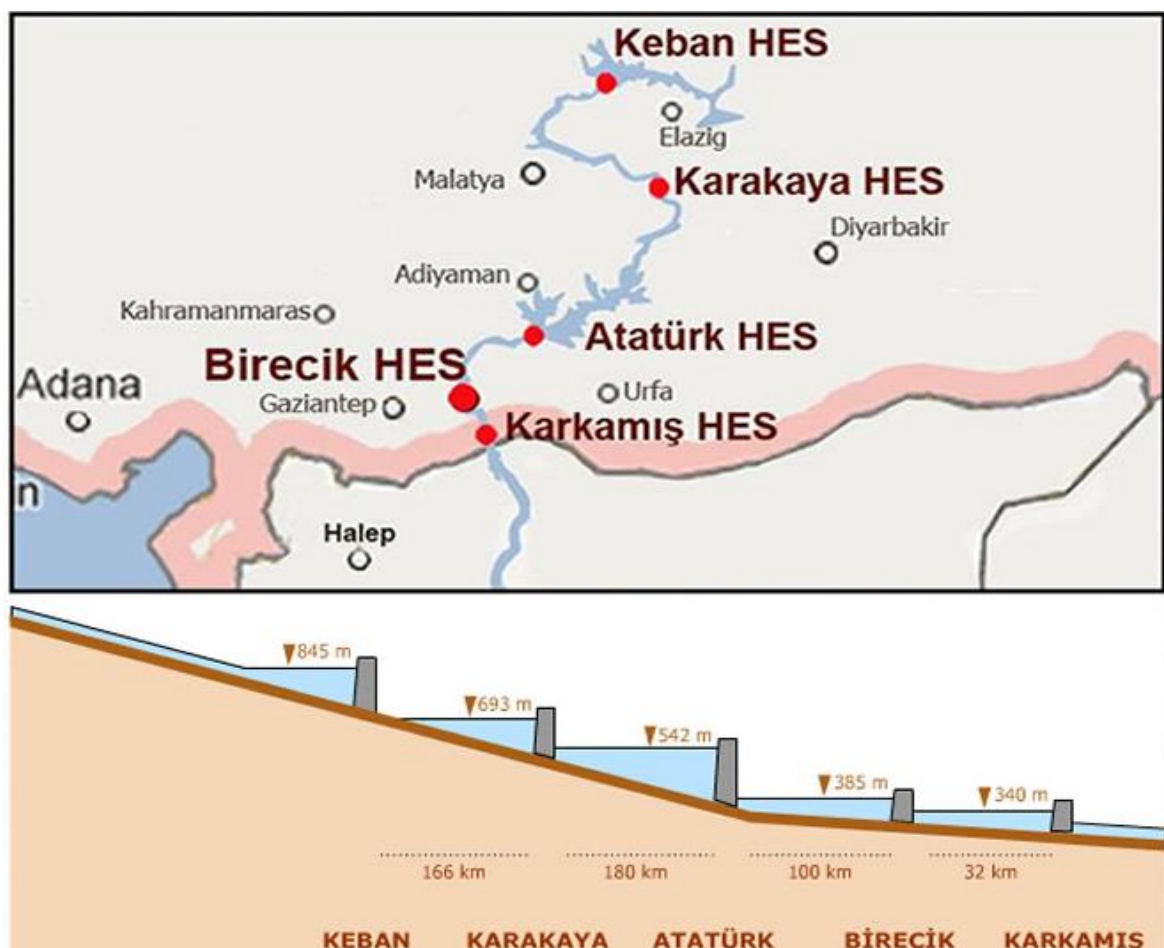 Keban HES
Elazig
Malatya
Karakaya HES
Diyarbakir
Adiyaman
Kahramanmaras
Atatürk HES
Birecik HES
Adana
Gaziantep
Urfa
Karkamış HES
n
Halep
845 m
693 m
542 m
385 m
340 m
166 km
180 km
100 km
32 km
KEBAN KARAKAYA ATATÜRK BİRECİK KARKAMIS